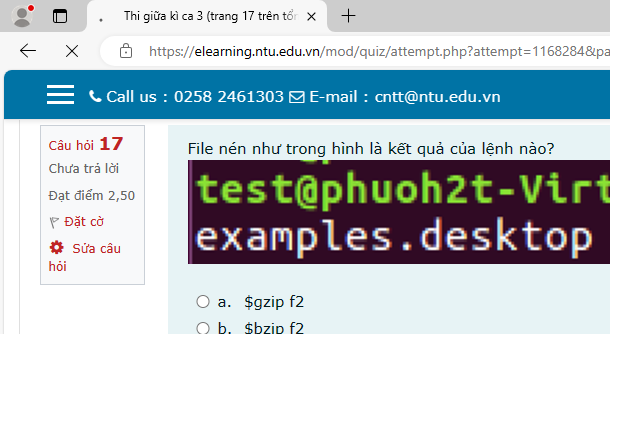 Thi giữa kì ca 3 (trang 17 trên tổn
https://elearning.ntu.edu.vn/mod/quiz/attempt.php?attempt=1168284&pa
Call us : 0258 2461303 E-mail : cntt@ntu.edu.vn
Câu hỏi 17
Chưa trả lời
Đạt điểm 2,50
Đặt cờ
Sửa câu
hỏi
File nén như trong hình là kết quả của lệnh nào?
test@phuoh2t-Virt
examples.desktop
a. $gzip f2
b. $bzip f2